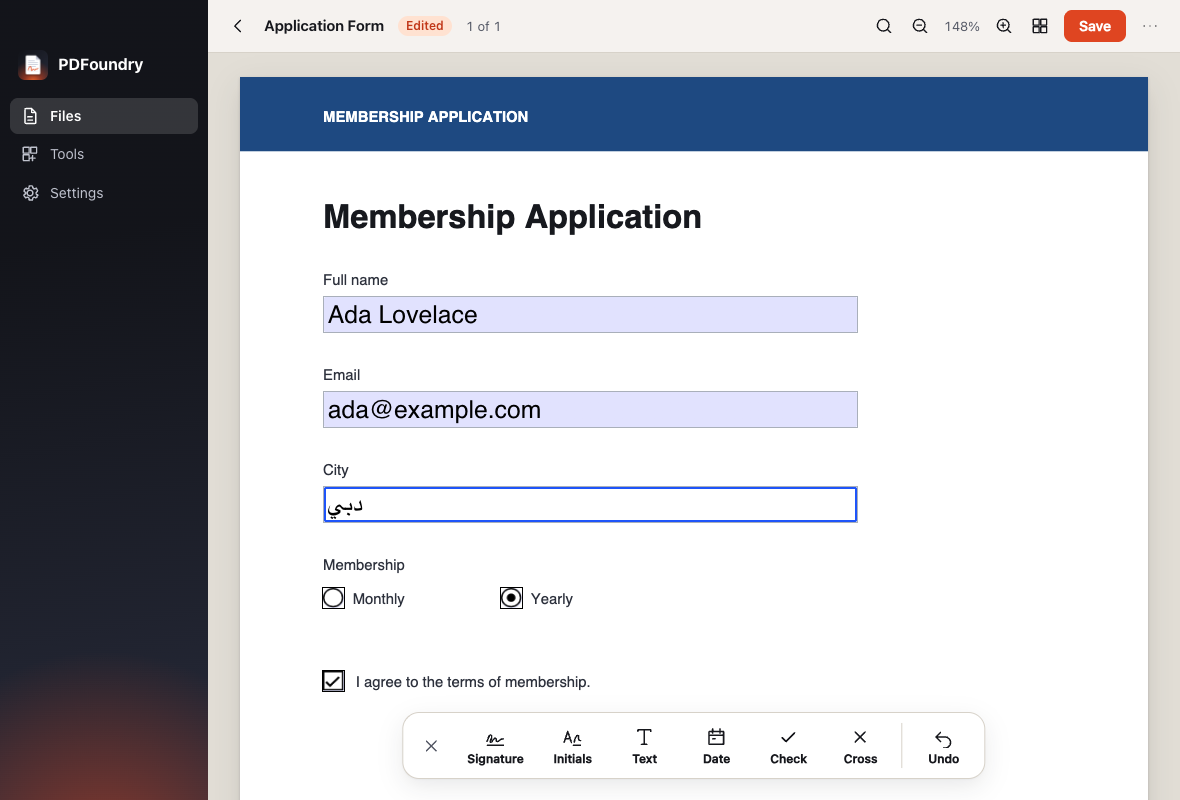 PDFoundry
Files
Tools
Settings
Application Form Edited 1 of 1 148% Save
MEMBERSHIP APPLICATION
Membership Application
Full name
Ada Lovelace
Email
ada@example.com
City
دبي
Membership
Monthly Yearly
I agree to the terms of membership.
Signature Initials Text Date Check Cross Undo